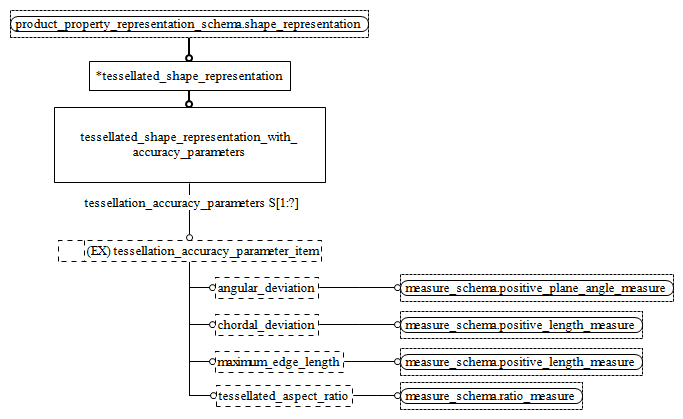 product_property_representation_schema.shape_representation
*tessellated_shape_representation
tessellated_shape_representation_with_
accuracy_parameters
tessellation_accuracy_parameters S[1:?]
(EX) tessellation_accuracy_parameter_item
angular_deviation
measure_schema.positive_plane_angle_measure
chordal_deviation
measure_schema.positive_length_measure
maximum_edge_length
measure_schema.positive_length_measure
tessellated_aspect_ratio
measure_schema.ratio_measure